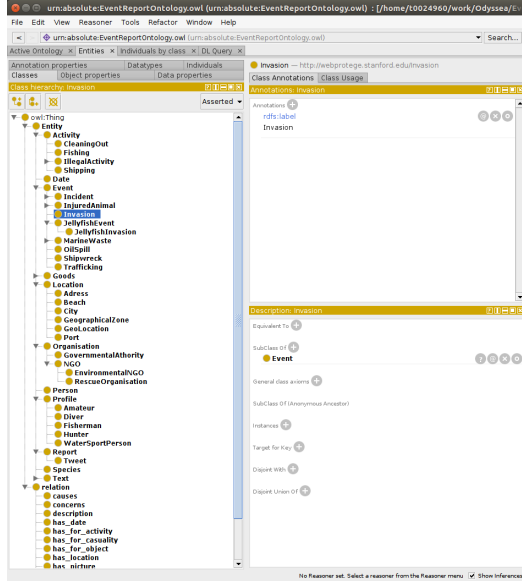 urn:absolute:EventReportOntology.owl (urn:absolute:EventReportOntology.owl) : [/home/t0024960/work/Odyssea/Ev
File Edit View Reasoner Tools Refactor Window Help
< urn:absolute:EventReportOntology.owl (urn:absolute:EventReportOntology.owl) Search...
Active Ontology × Entities × Individuals by class × DL Query ×
Annotation properties Datatypes Individuals
Classes Object properties Data properties
Class hierarchy: Invasion
Asserted
owl:Thing
Entity
Activity
CleaningOut
Fishing
IllegalActivity
Shipping
Date
Event
Incident
InjuredAnimal
Invasion
JellyfishEvent
JellyfishInvasion
MarineWaste
OilSpill
Shipwreck
Trafficking
Goods
Location
Adress
Beach
City
GeographicalZone
GeoLocation
Port
Organisation
GovernmentalAthority
NGO
EnvironmentalNGO
RescueOrganisation
Person
Profile
Amateur
Diver
Fisherman
Hunter
WaterSportPerson
Report
Tweet
Species
Text
relation
causes
concerns
description
has_date
has_for_activity
has_for_casuality
has_for_object
has_location
has_picture
Invasion — http://webprotege.stanford.edu/Invasion
Class Annotations Class Usage
Annotations: Invasion
Annotations
rdfs:label
Invasion
Description: Invasion
Equivalent To
SubClass Of
Event
General class axioms
SubClass Of (Anonymous Ancestor)
Instances
Target for Key
Disjoint With
Disjoint Union Of
No Reasoner set. Select a reasoner from the Reasoner menu Show Inferences